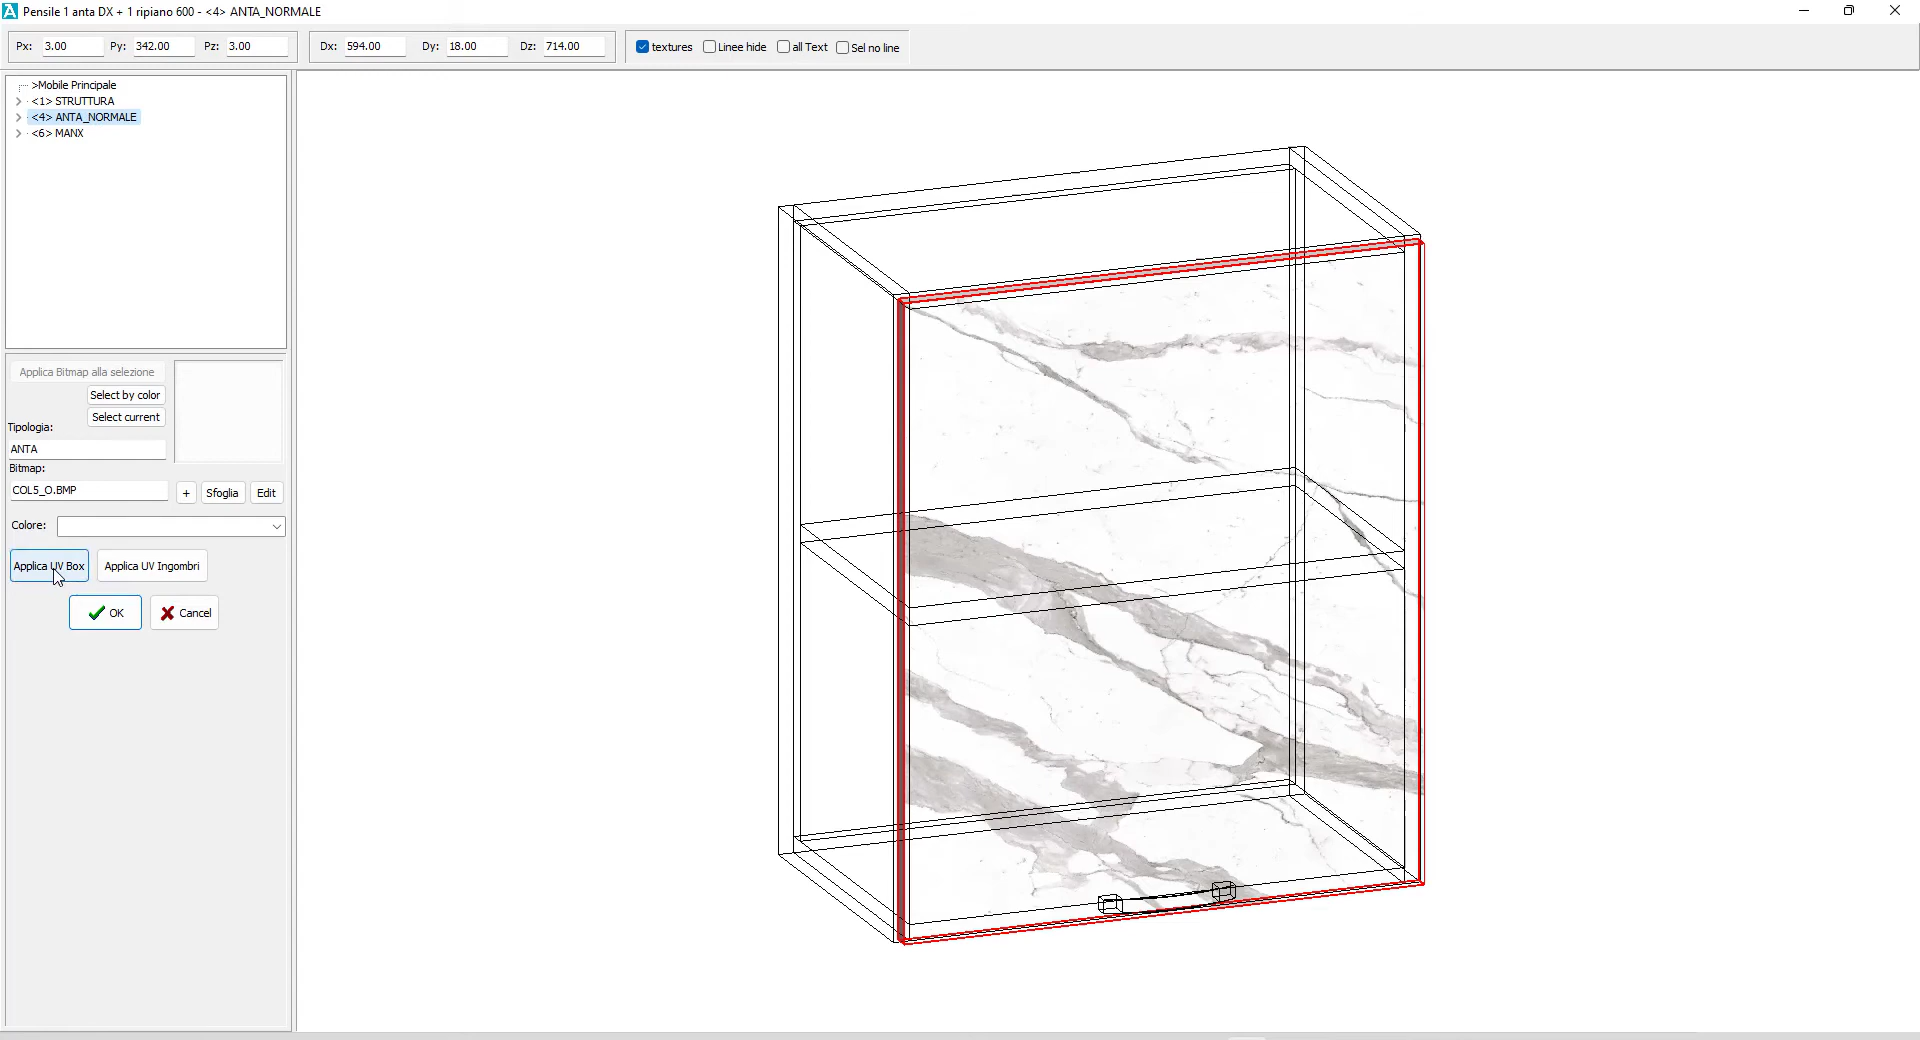 Pensile 1 anta DX + 1 ripiano 600 - <4> ANTA_NORMALE
Px: 3.00 Py: 342.00 Pz: 3.00 Dx: 594.00 Dy: 18.00 Dz: 714.00 textures Linee hide all Text Sel no line
>Mobile Principale
<1> STRUTTURA
<4> ANTA_NORMALE
<6> MANX
Applica Bitmap alla selezione
Select by color
Select current
Tipologia:
ANTA
Bitmap:
COL5_O.BMP + Sfoglia Edit
Colore:
Applica UV Box Applica UV Ingombri
OK Cancel